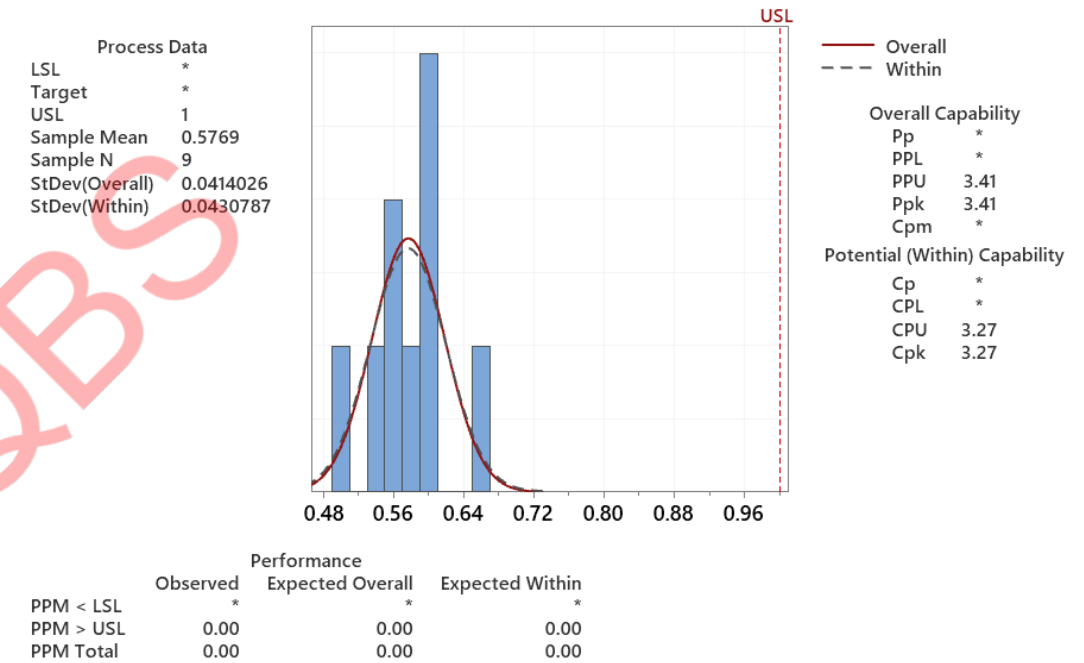 USL
Process Data
LSL *
Target *
USL 1
Sample Mean 0.5769
Sample N 9
StDev(Overall) 0.0414026
StDev(Within) 0.0430787
Overall
Within
Overall Capability
Pp *
PPL *
PPU 3.41
Ppk 3.41
Cpm *
Potential (Within) Capability
Cp *
CPL *
CPU 3.27
Cpk 3.27
QBS
0.48 0.56 0.64 0.72 0.80 0.88 0.96
Performance
Observed Expected Overall Expected Within
PPM < LSL * * *
PPM > USL 0.00 0.00 0.00
PPM Total 0.00 0.00 0.00